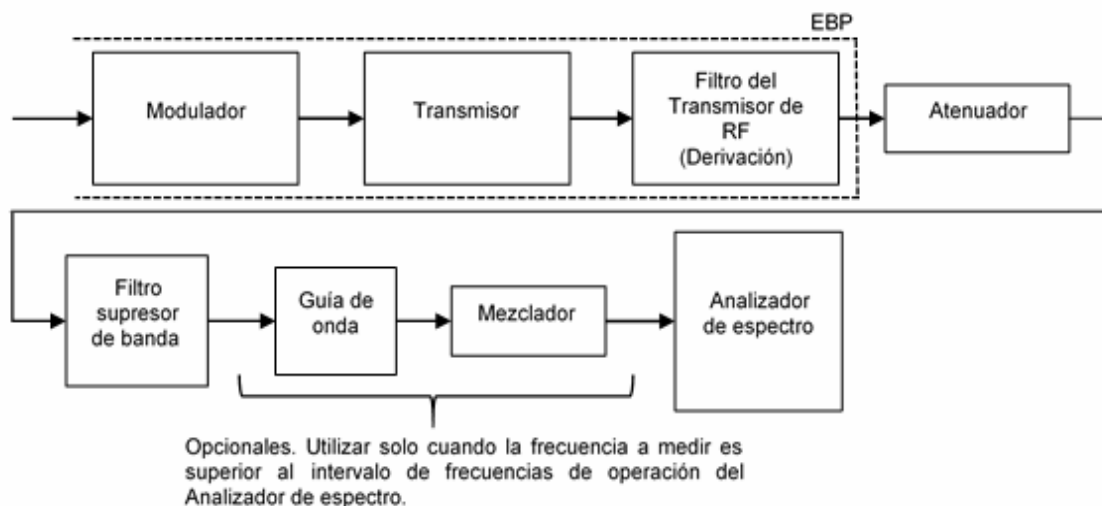 EBP
Modulador
Transmisor
Filtro del
Transmisor de
RF
(Derivación)
Atenuador
Filtro
supresor
de banda
Guía de
onda
Mezclador
Analizador
de espectro
Opcionales. Utilizar solo cuando la frecuencia a medir es
superior al intervalo de frecuencias de operación del
Analizador de espectro.